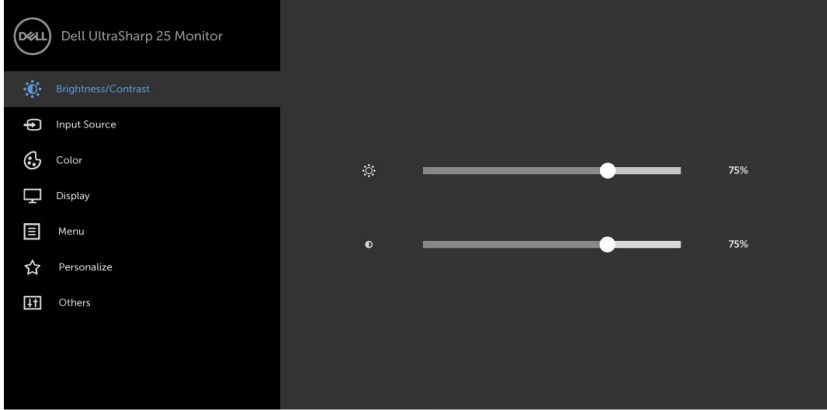 DELL
Dell UltraSharp 25 Monitor
Brightness/Contrast
Input Source
Color
Display
Menu
Personalize
Others
75%
75%